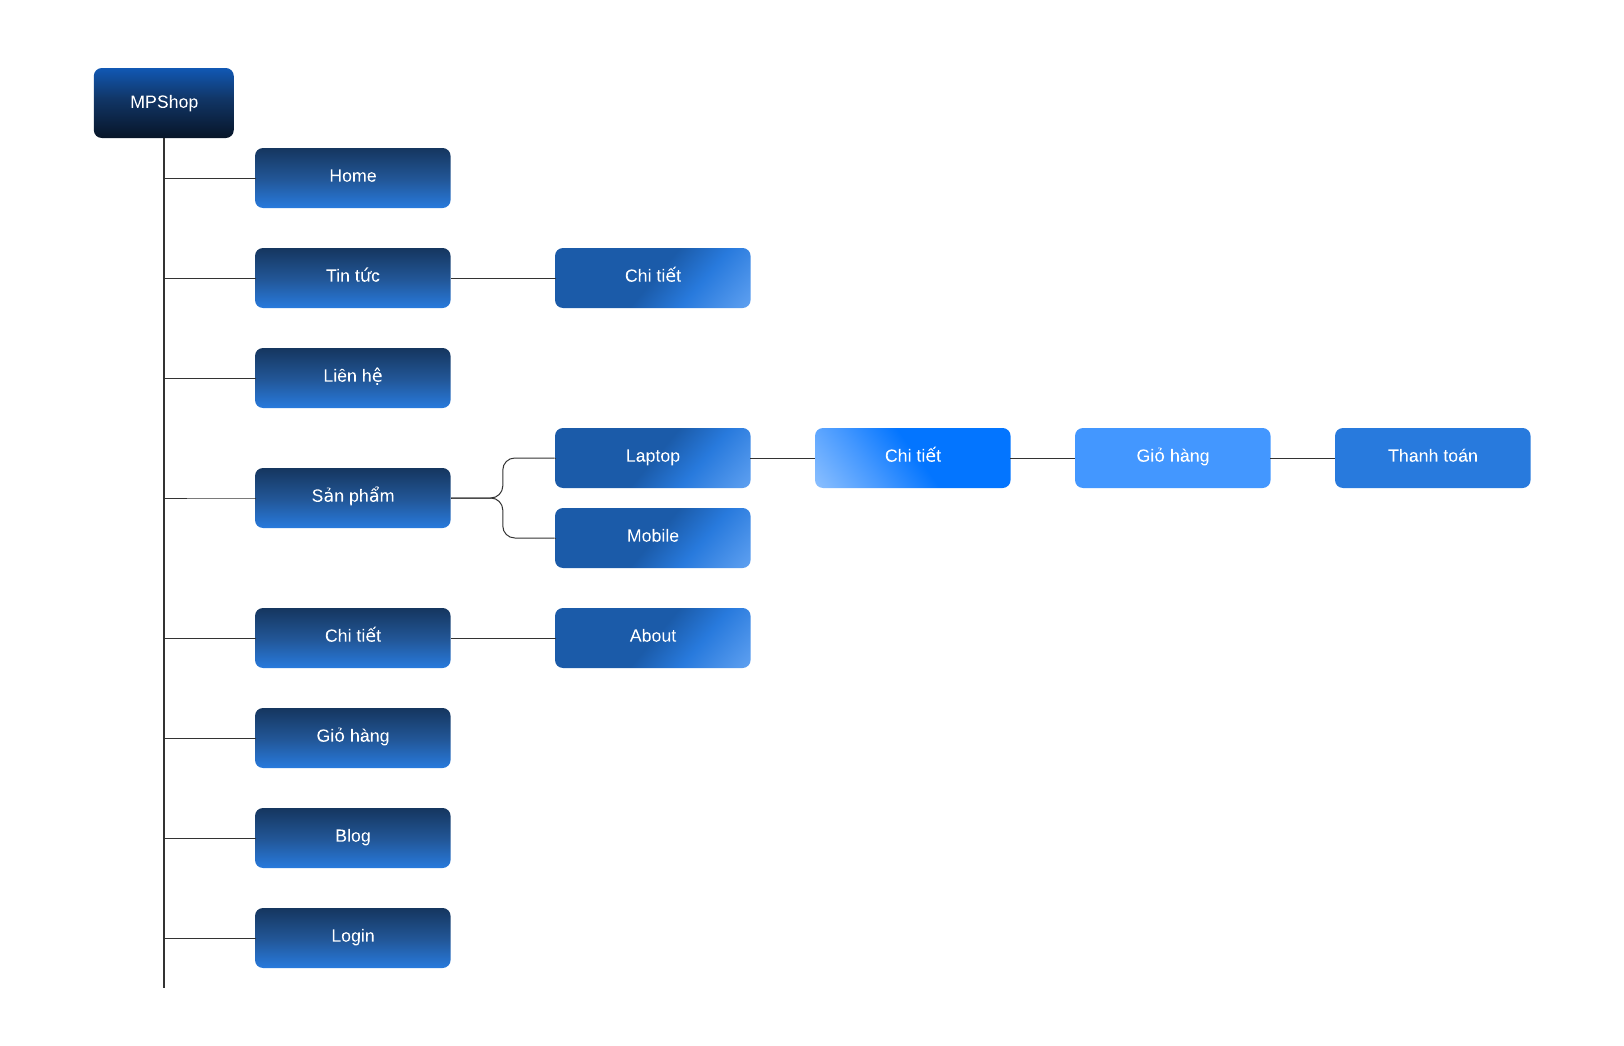 MPShop
Home
Tin tức
Chi tiết
Liên hệ
Sản phẩm
Laptop
Chi tiết
Giỏ hàng
Thanh toán
Mobile
Chi tiết
About
Giỏ hàng
Blog
Login